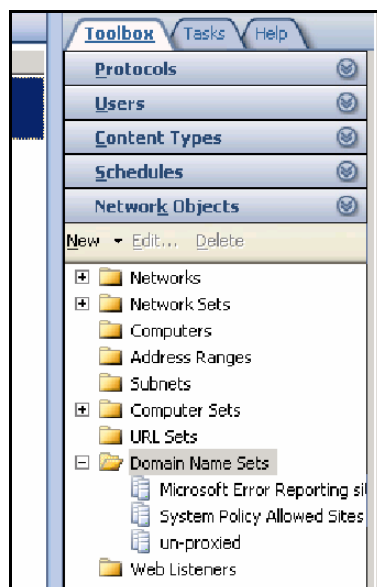 Toolbox Tasks Help
Protocols
Users
Content Types
Schedules
Network Objects
New Edit... Delete
Networks
Network Sets
Computers
Address Ranges
Subnets
Computer Sets
URL Sets
Domain Name Sets
Microsoft Error Reporting si
System Policy Allowed Sites
un-proxied
Web Listeners